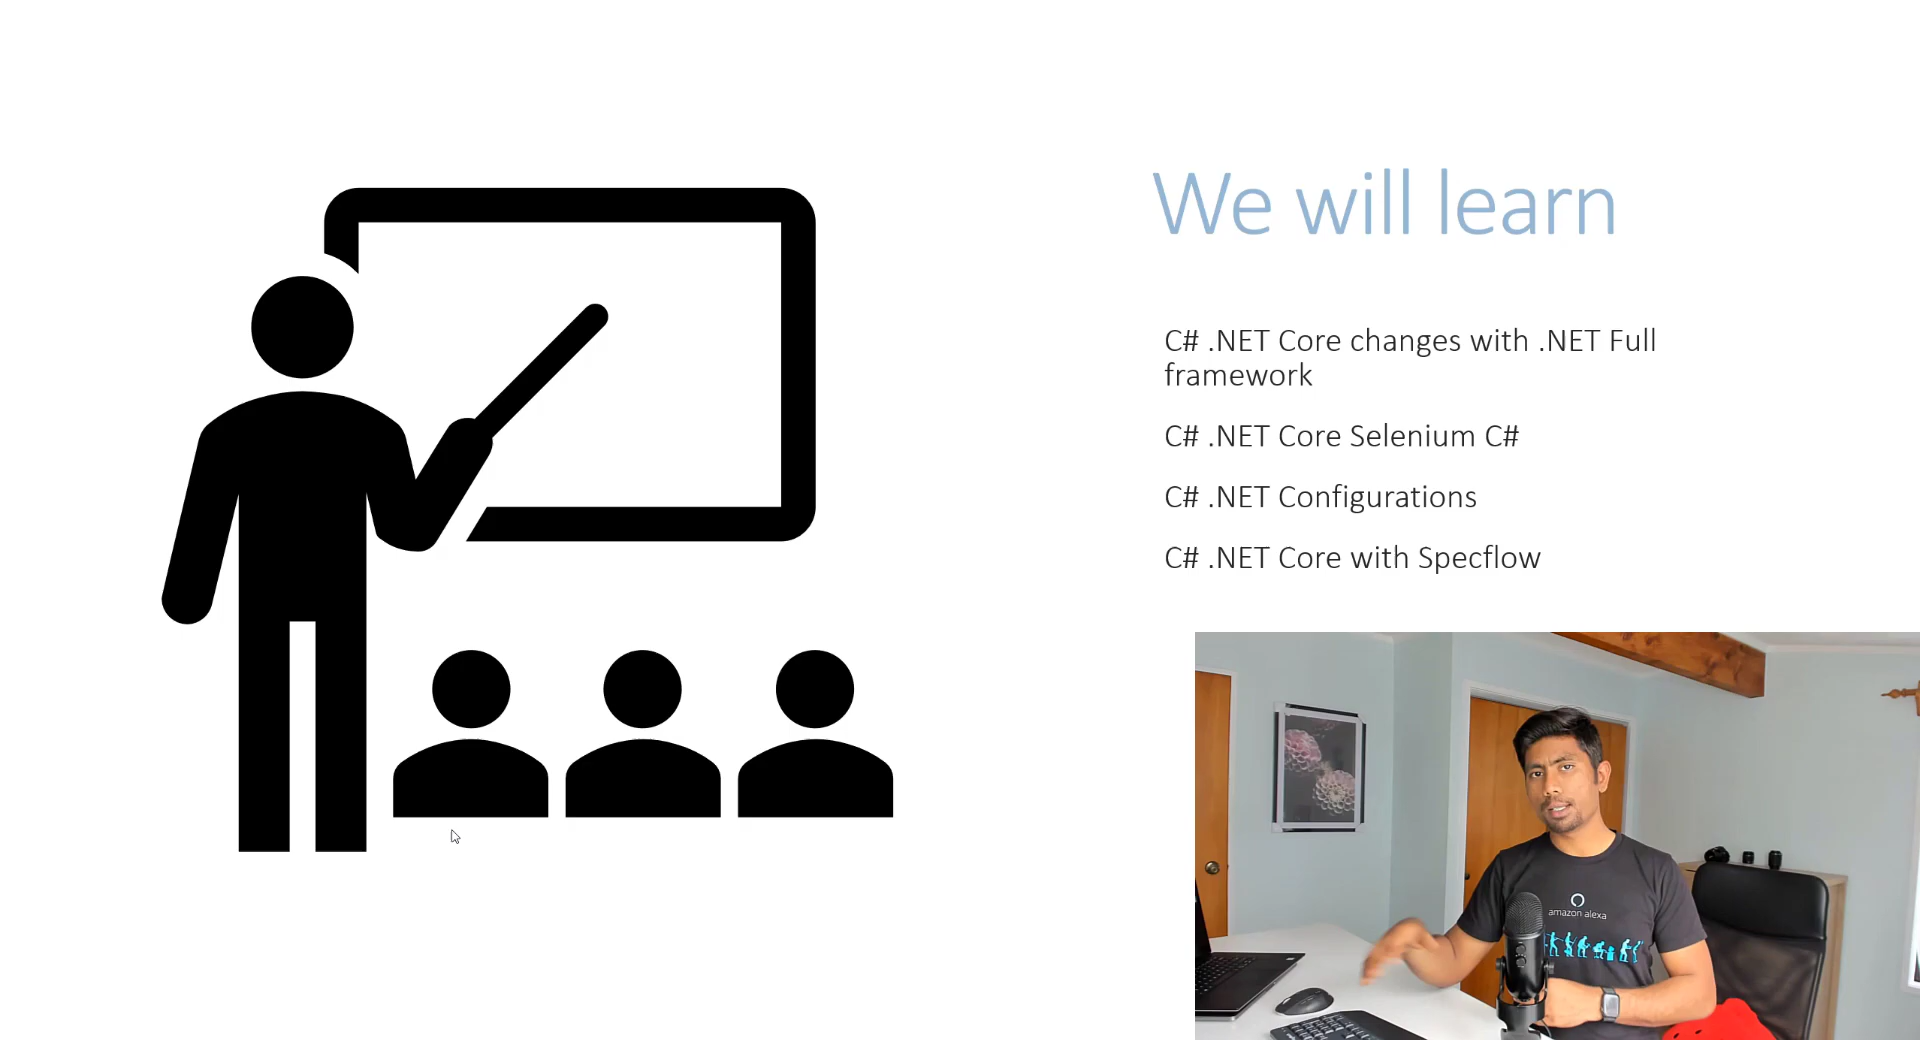 We will learn
C# .NET Core changes with .NET Full
framework
C# .NET Core Selenium C#
C# .NET Configurations
C# .NET Core with Specflow
amazon alexa